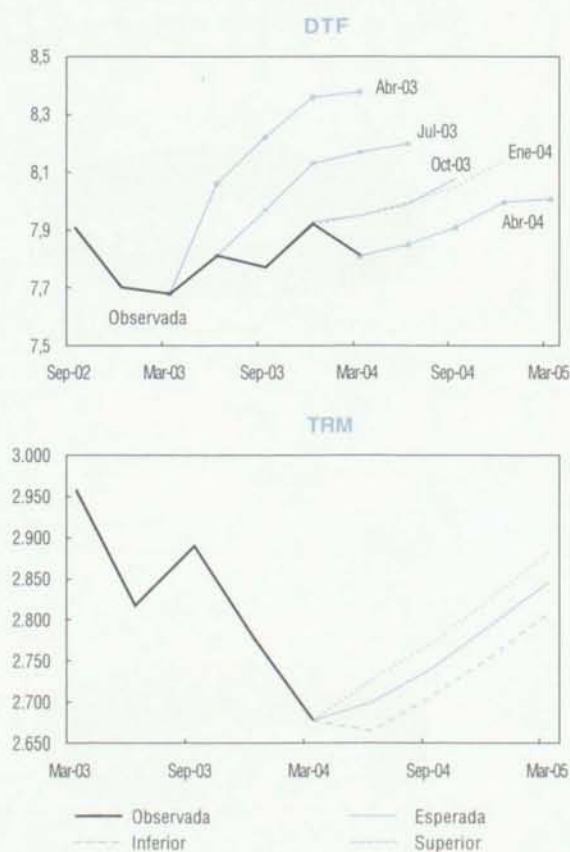 DTF
8,5
8,3
8,1
7,9
7,7
7,5
Abr-03
Jul-03
Oct-03
Ene-04
Abr-04
Observada
Sep-02 Mar-03 Sep-03 Mar-04 Sep-04 Mar-05
TRM
3.000
2.950
2.900
2.850
2.800
2.750
2.700
2.650
Mar-03 Sep-03 Mar-04 Sep-04 Mar-05
Observada Esperada
Inferior Superior